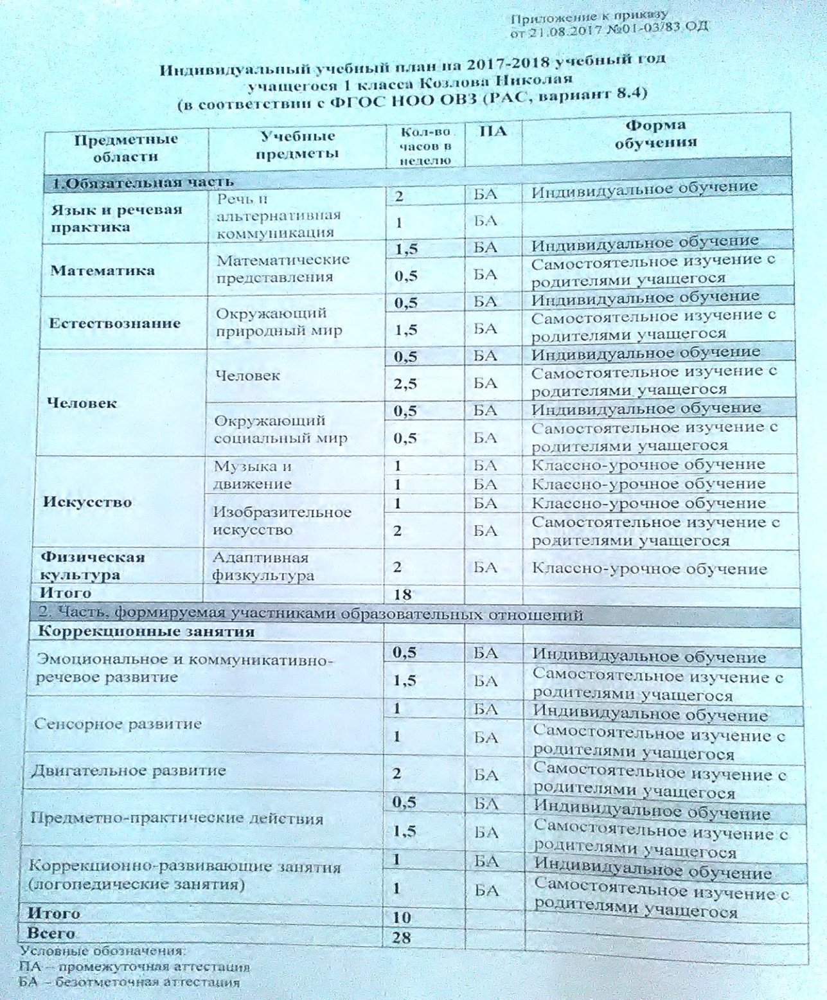 Приложение к приказу
от 21.08.2017 №01-03/83 ОД
Индивидуальный учебный план на 2017-2018 учебный год
учащегося 1 класса Козлова Николая
(в соответствии с ФГОС НОО ОВЗ (РАС, вариант 8.4)
Предметные области Учебные предметы Кол-во часов в неделю ПА Форма обучения
1.Обязательная часть
Язык и речевая практика Речь и альтернативная коммуникация 2 БА Индивидуальное обучение
1 БА
Математика Математические представления 1,5 БА Индивидуальное обучение
0,5 БА Самостоятельное изучение с родителями учащегося
Естествознание Окружающий природный мир 0,5 БА Индивидуальное обучение
1,5 БА Самостоятельное изучение с родителями учащегося
Человек Человек 0,5 БА Индивидуальное обучение
2,5 БА Самостоятельное изучение с родителями учащегося
Окружающий социальный мир 0,5 БА Индивидуальное обучение
0,5 БА Самостоятельное изучение с родителями учащегося
Искусство Музыка и движение 1 БА Классно-урочное обучение
1 БА Классно-урочное обучение
Изобразительное искусство 1 БА Классно-урочное обучение
2 БА Самостоятельное изучение с родителями учащегося
Физическая культура Адаптивная физкультура 2 БА Классно-урочное обучение
Итого 18
2. Часть, формируемая участниками образовательных отношений
Коррекционные занятия
Эмоциональное и коммуникативно-речевое развитие 0,5 БА Индивидуальное обучение
1,5 БА Самостоятельное изучение с родителями учащегося
Сенсорное развитие 1 БА Индивидуальное обучение
1 БА Самостоятельное изучение с родителями учащегося
Двигательное развитие 2 БА Самостоятельное изучение с родителями учащегося
Предметно-практические действия 0,5 БА Индивидуальное обучение
1,5 БА Самостоятельное изучение с родителями учащегося
Коррекционно-развивающие занятия (логопедические занятия) 1 БА Индивидуальное обучение
1 БА Самостоятельное изучение с родителями учащегося
Итого 10
Всего 28
Условные обозначения:
ПА – промежуточная аттестация
БА – безотметочная аттестация